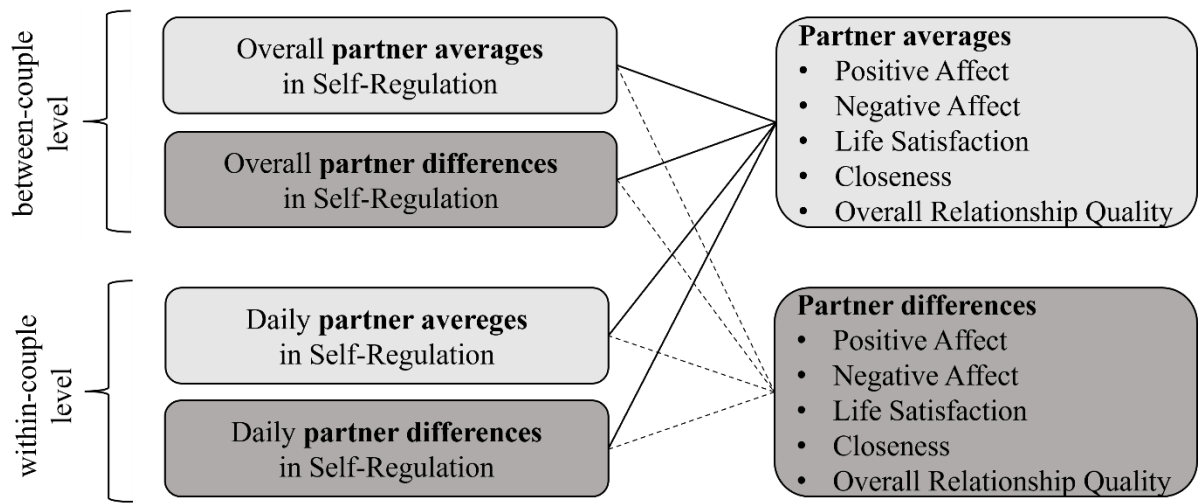 between-couple
level
Overall partner averages
in Self-Regulation
Overall partner differences
in Self-Regulation
within-couple
level
Daily partner avereges
in Self-Regulation
Daily partner differences
in Self-Regulation
Partner averages
• Positive Affect
• Negative Affect
• Life Satisfaction
• Closeness
• Overall Relationship Quality
Partner differences
• Positive Affect
• Negative Affect
• Life Satisfaction
• Closeness
• Overall Relationship Quality